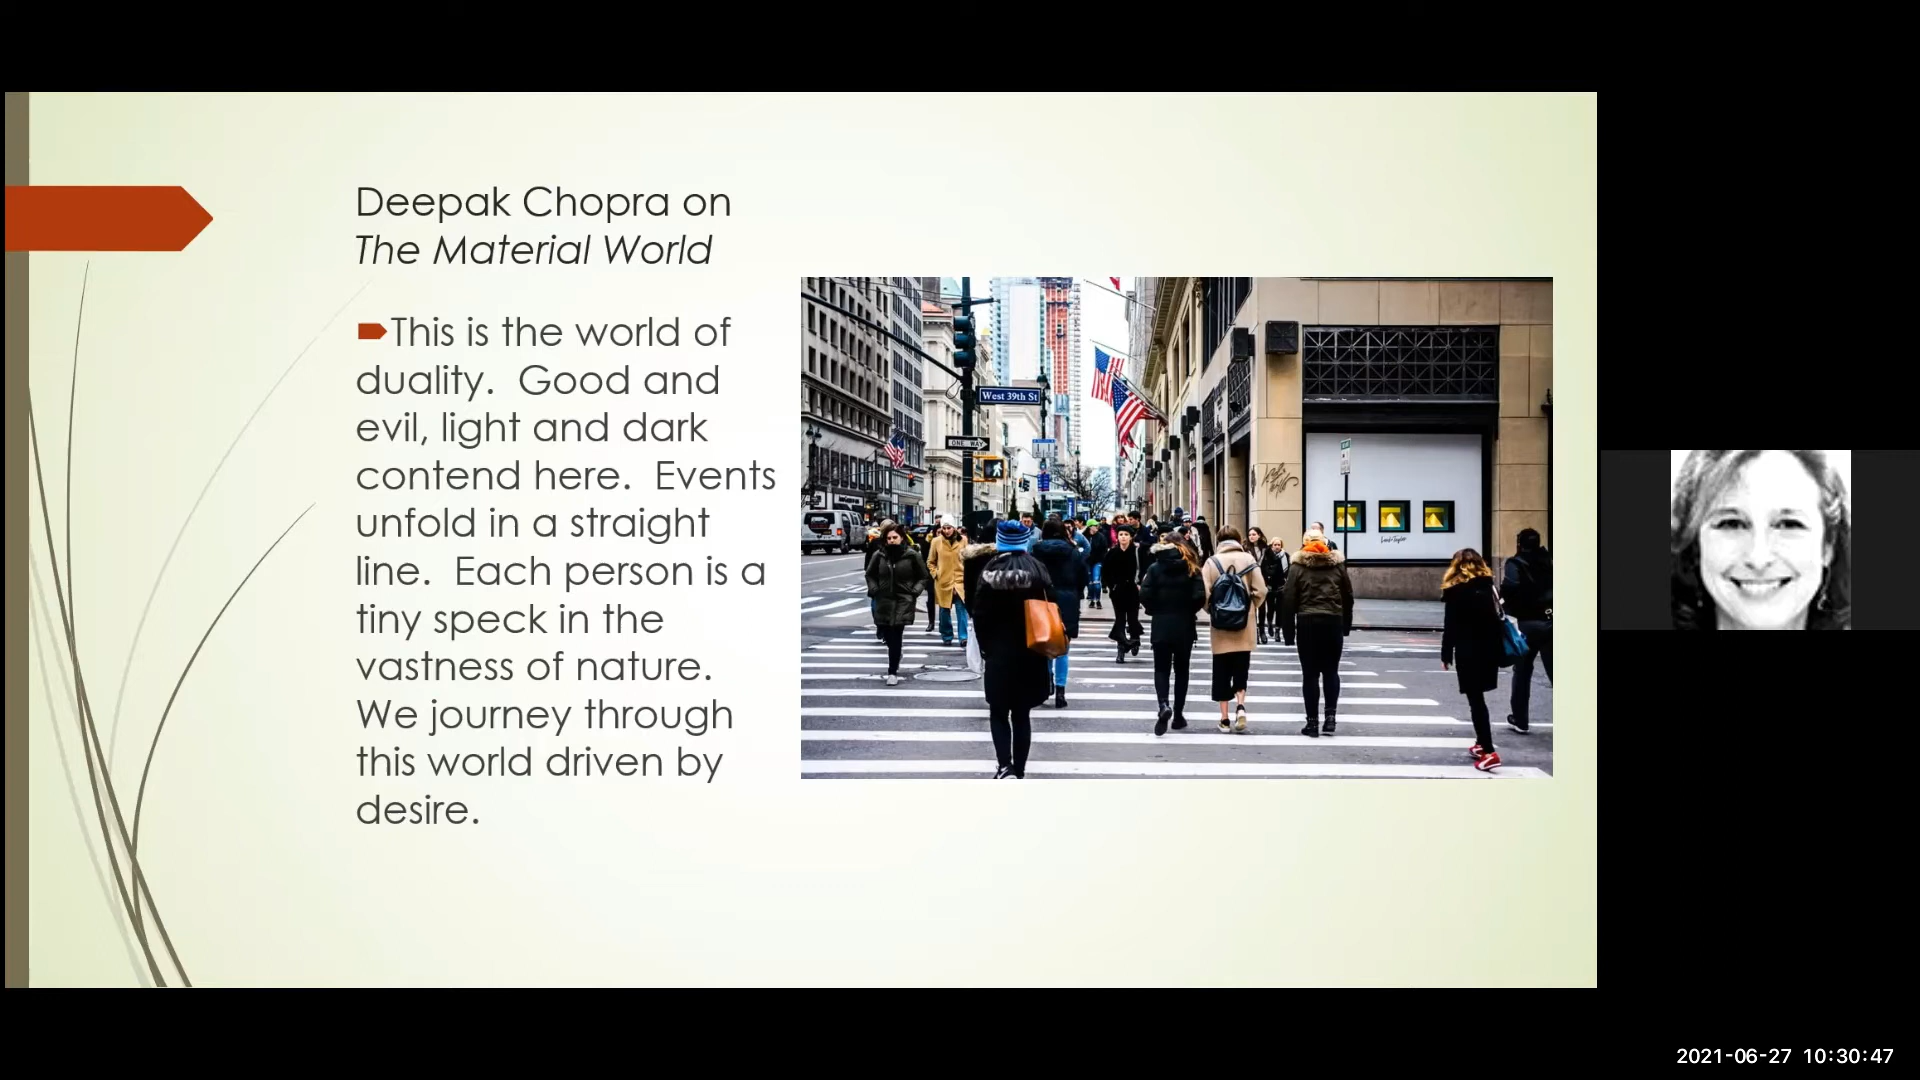 Deepak Chopra on
The Material World
This is the world of
duality.  Good and
evil, light and dark
contend here.  Events
unfold in a straight
line.  Each person is a
tiny speck in the
vastness of nature.
We journey through
this world driven by
desire.
West 39th St
ONE WAY
Lord & Taylor
2021-06-27 10:30:47